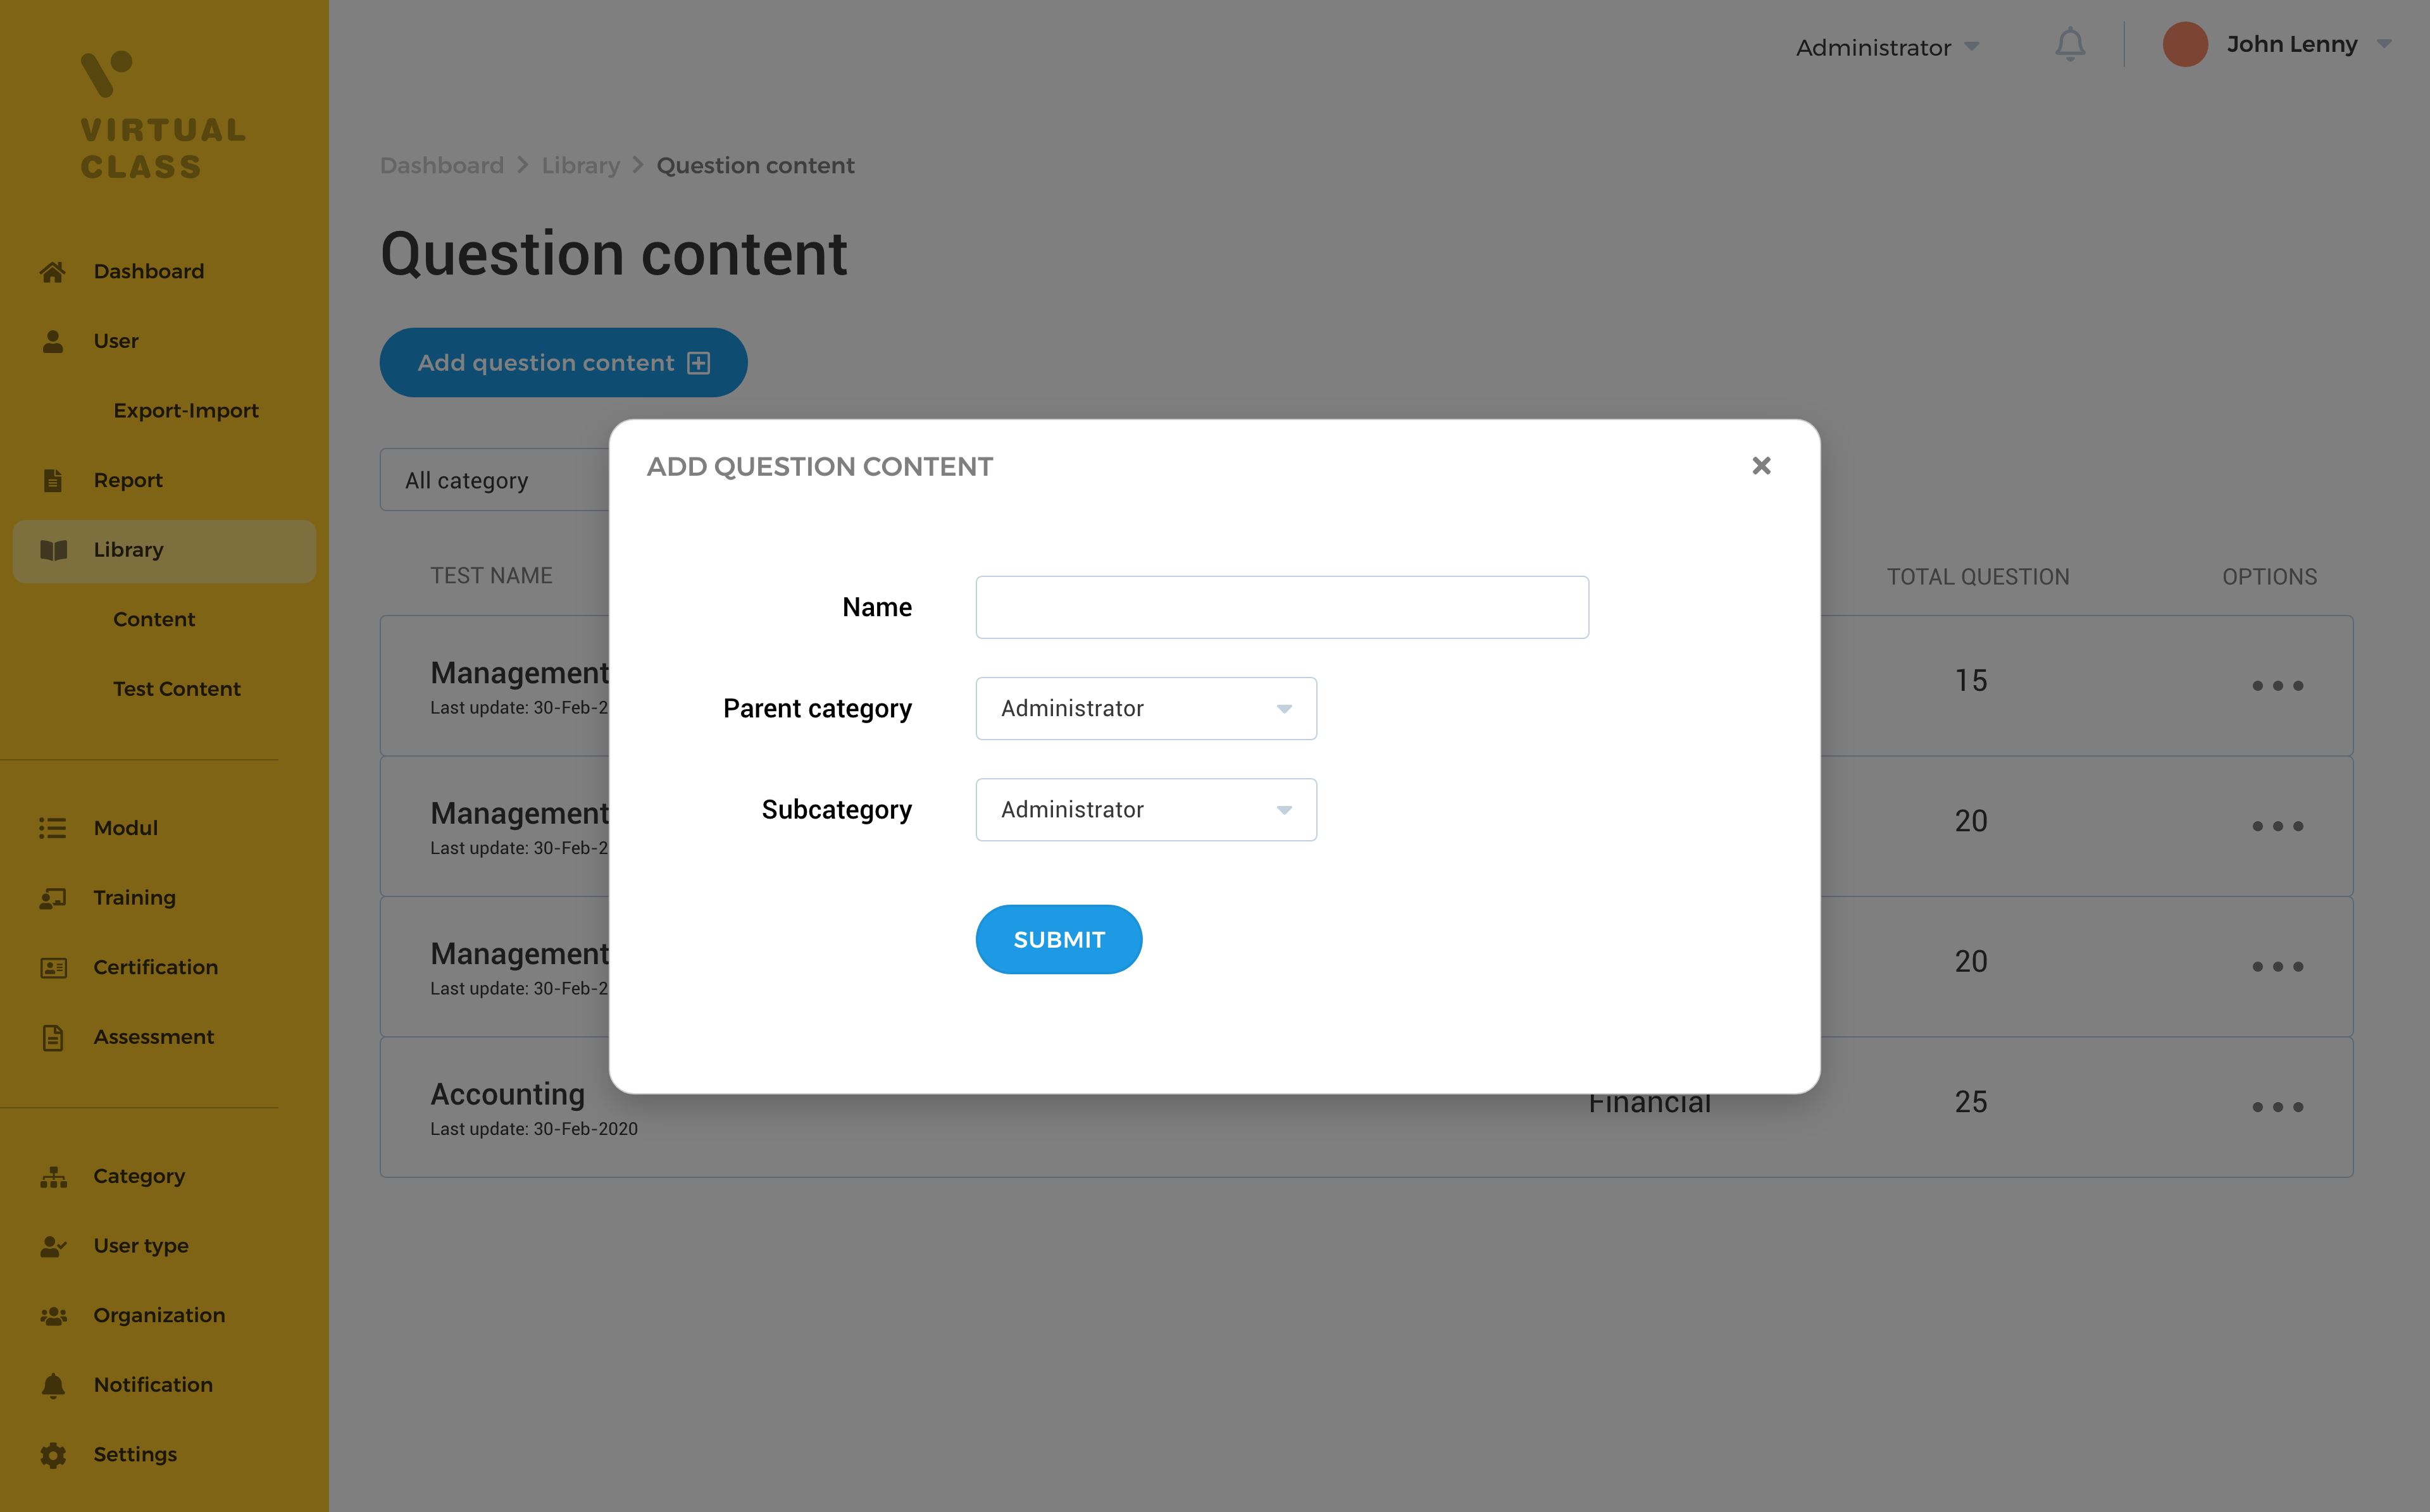 VIRTUAL
CLASS
Dashboard
User
Export-Import
Report
Library
Content
Test Content
Modul
Training
Certification
Assessment
Category
User type
Organization
Notification
Settings
Administrator
John Lenny
Dashboard > Library > Question content
Question content
Add question content
All category
TEST NAME TOTAL QUESTION OPTIONS
Management 15
Last update: 30-Feb-2
Management 20
Last update: 30-Feb-2
Management 20
Last update: 30-Feb-2
Accounting Financial 25
Last update: 30-Feb-2020
ADD QUESTION CONTENT
Name
Parent category Administrator
Subcategory Administrator
SUBMIT